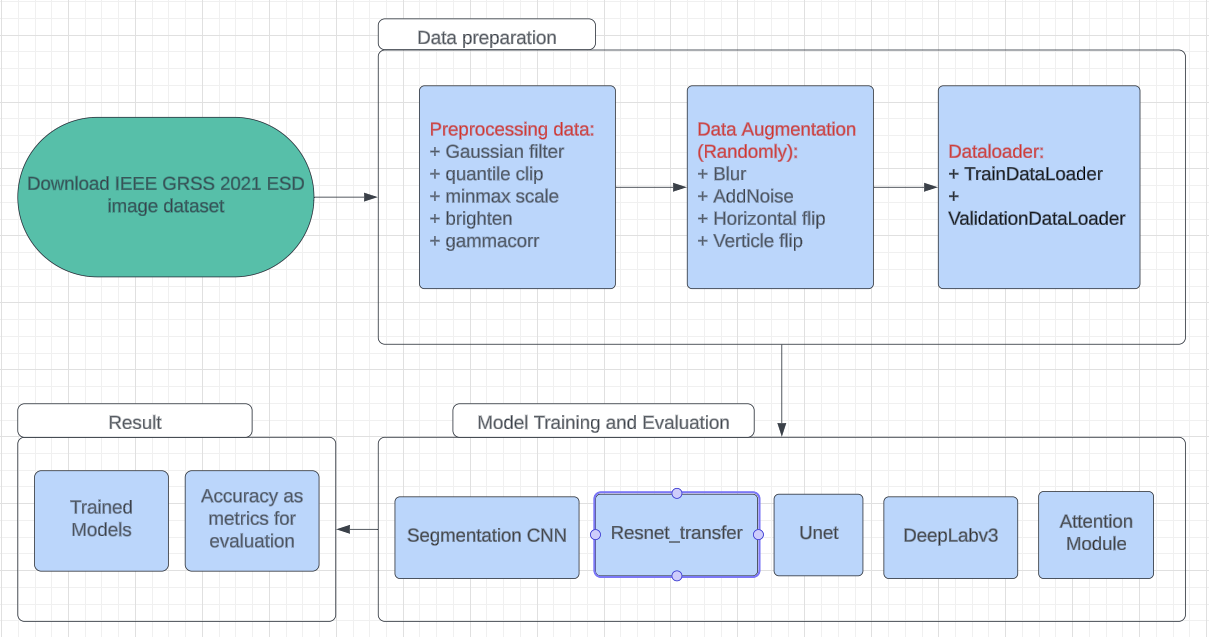 Data preparation
Download IEEE GRSS 2021 ESD
image dataset
Preprocessing data:
+ Gaussian filter
+ quantile clip
+ minmax scale
+ brighten
+ gammacorr
Data Augmentation
(Randomly):
+ Blur
+ AddNoise
+ Horizontal flip
+ Verticle flip
Dataloader:
+ TrainDataLoader
+
ValidationDataLoader
Result
Trained
Models
Accuracy as
metrics for
evaluation
Model Training and Evaluation
Segmentation CNN
Resnet_transfer
Unet
DeepLabv3
Attention
Module